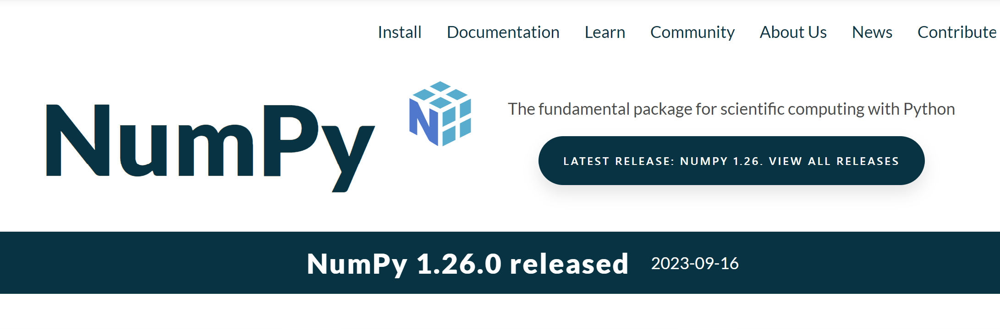 Install Documentation Learn Community About Us News Contribute
NumPy
The fundamental package for scientific computing with Python
LATEST RELEASE: NUMPY 1.26. VIEW ALL RELEASES
NumPy 1.26.0 released 2023-09-16